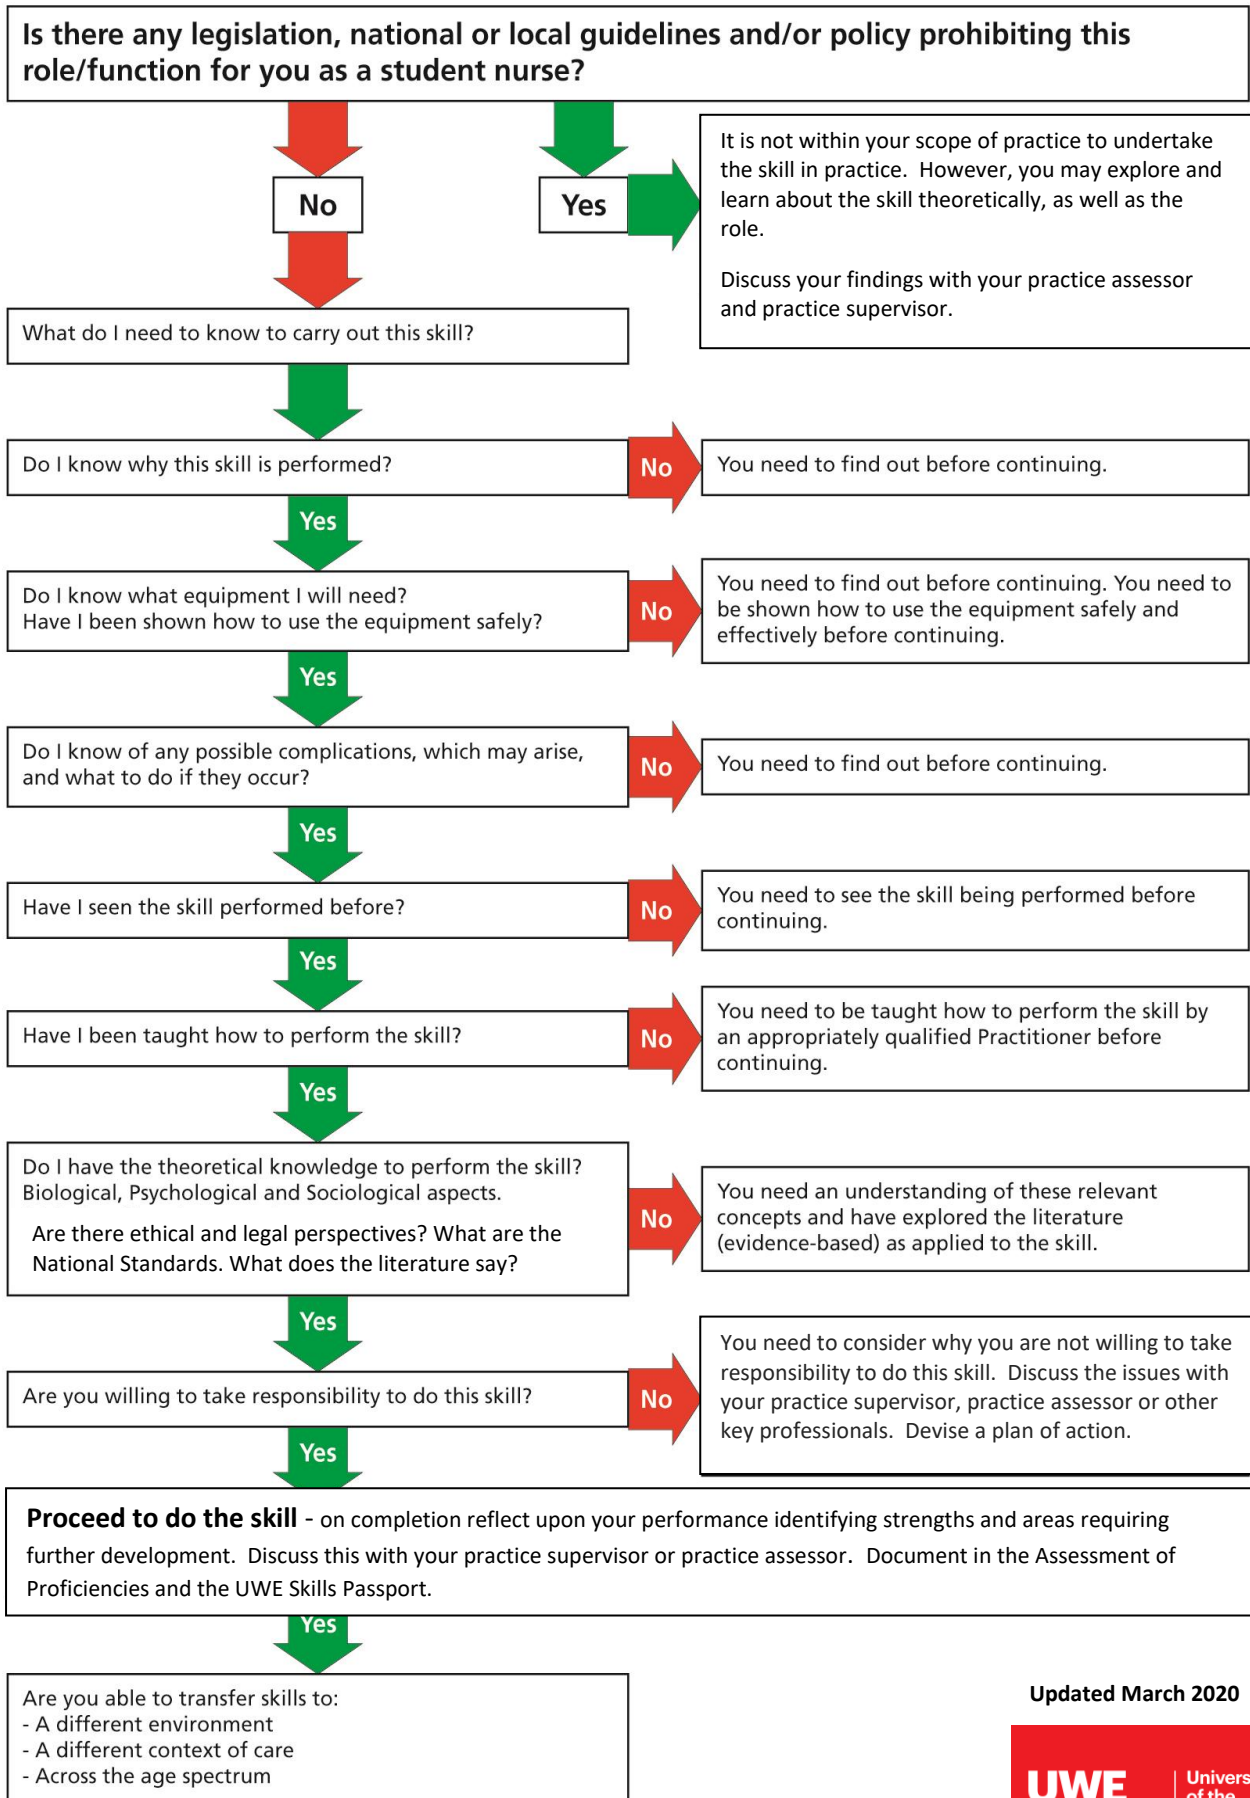 Is there any legislation, national or local guidelines and/or policy prohibiting this
role/function for you as a student nurse?
No
Yes
It is not within your scope of practice to undertake
the skill in practice.  However, you may explore and
learn about the skill theoretically, as well as the
role.
Discuss your findings with your practice assessor
and practice supervisor.
What do I need to know to carry out this skill?
Do I know why this skill is performed?
No
You need to find out before continuing.
Yes
Do I know what equipment I will need?
Have I been shown how to use the equipment safely?
No
You need to find out before continuing. You need to
be shown how to use the equipment safely and
effectively before continuing.
Yes
Do I know of any possible complications, which may arise,
and what to do if they occur?
No
You need to find out before continuing.
Yes
Have I seen the skill performed before?
No
You need to see the skill being performed before
continuing.
Yes
Have I been taught how to perform the skill?
No
You need to be taught how to perform the skill by
an appropriately qualified Practitioner before
continuing.
Yes
Do I have the theoretical knowledge to perform the skill?
Biological, Psychological and Sociological aspects.
Are there ethical and legal perspectives? What are the
National Standards. What does the literature say?
No
You need an understanding of these relevant
concepts and have explored the literature
(evidence-based) as applied to the skill.
Yes
Are you willing to take responsibility to do this skill?
No
You need to consider why you are not willing to take
responsibility to do this skill.  Discuss the issues with
your practice supervisor, practice assessor or other
key professionals.  Devise a plan of action.
Yes
Proceed to do the skill - on completion reflect upon your performance identifying strengths and areas requiring
further development.  Discuss this with your practice supervisor or practice assessor.  Document in the Assessment of
Proficiencies and the UWE Skills Passport.
Yes
Are you able to transfer skills to:
- A different environment
- A different context of care
- Across the age spectrum
Updated March 2020
UWE
of the